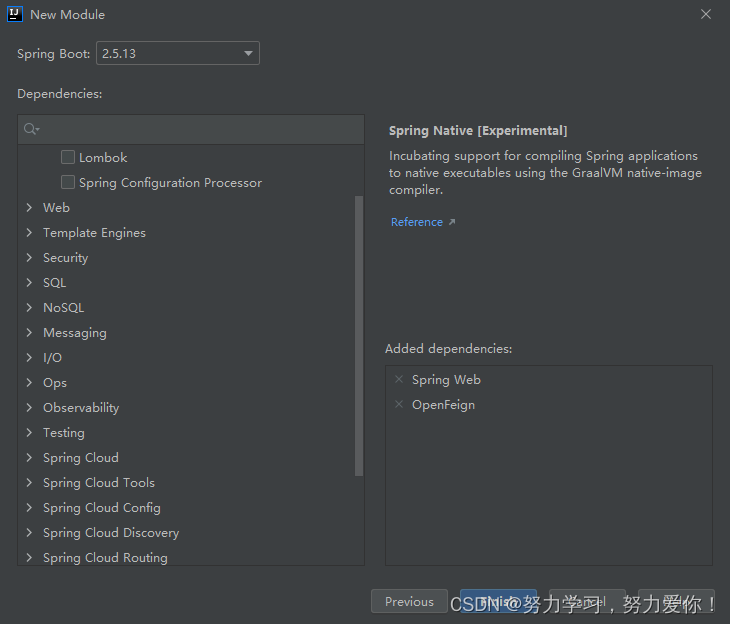 New Module
Spring Boot: 2.5.13
Dependencies:
Lombok
Spring Configuration Processor
Web
Template Engines
Security
SQL
NoSQL
Messaging
I/O
Ops
Observability
Testing
Spring Cloud
Spring Cloud Tools
Spring Cloud Config
Spring Cloud Discovery
Spring Cloud Routing
Spring Native [Experimental]
Incubating support for compiling Spring applications
to native executables using the GraalVM native-image
compiler.
Reference
Added dependencies:
Spring Web
OpenFeign
Previous Finish Cancel
CSDN @努力学习，努力爱你！